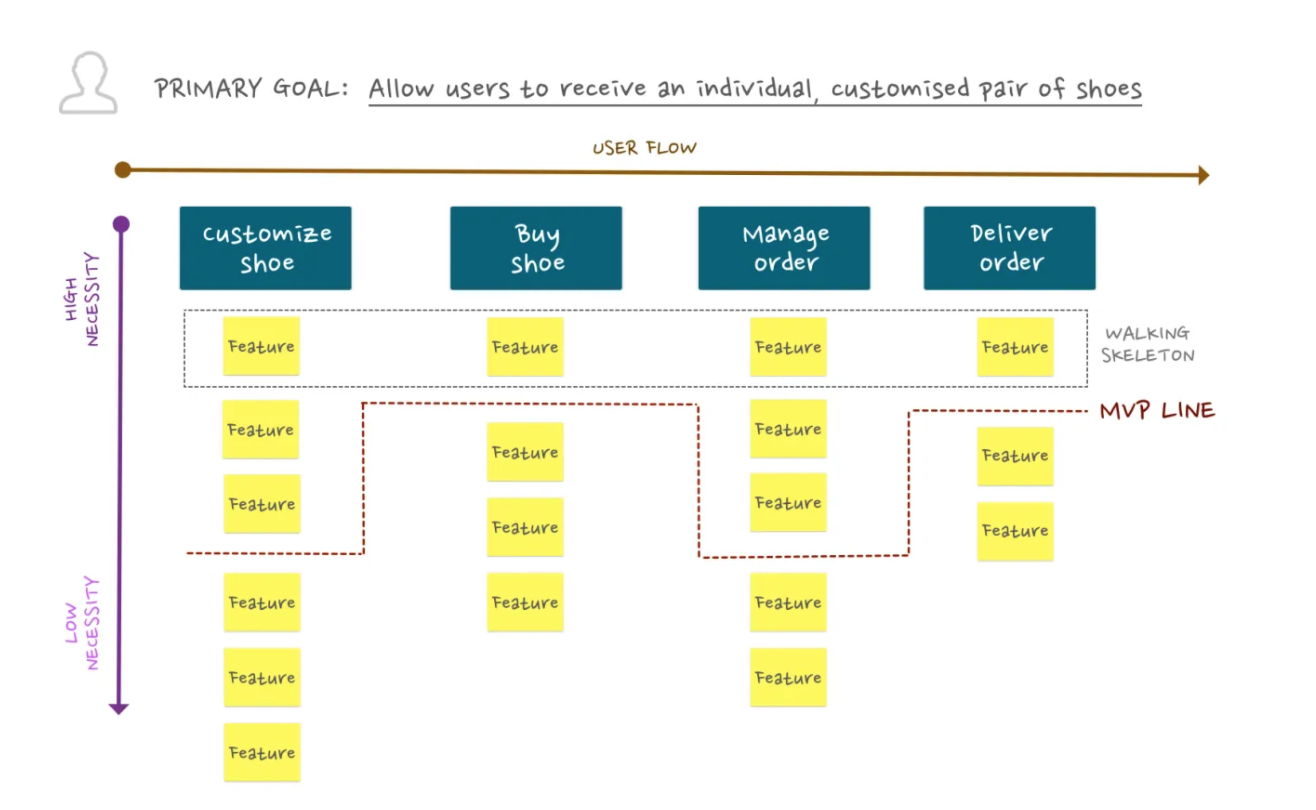 PRIMARY GOAL: Allow users to receive an individual, customised pair of shoes
USER FLOW
HIGH
NECESSITY
LOW
NECESSITY
Customize
Shoe
Buy
Shoe
Manage
order
Deliver
order
Feature Feature Feature Feature
WALKING
SKELETON
MVP LINE
Feature Feature
Feature Feature
Feature Feature
Feature Feature
Feature Feature Feature
Feature Feature
Feature